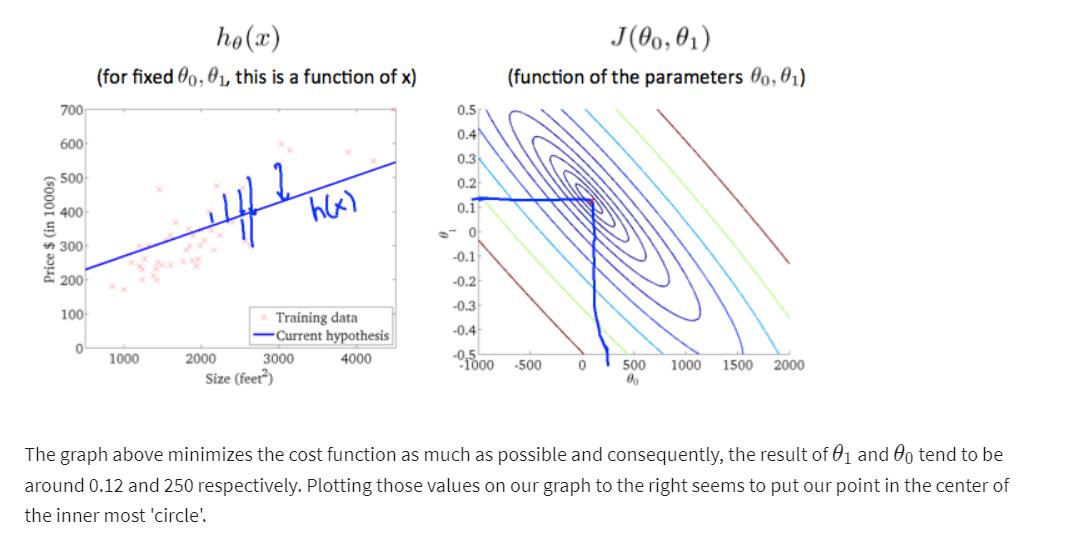 hθ(x)
(for fixed θ0, θ1, this is a function of x)
700
600
500
400
300
200
100
0
Price $ (in 1000s)
h(x)
Training data
Current hypothesis
1000 2000 3000 4000
Size (feet²)
J(θ0, θ1)
(function of the parameters θ0, θ1)
0.5
0.4
0.3
0.2
0.1
0
-0.1
-0.2
-0.3
-0.4
-0.5
θ1
-1000 -500 0 500 1000 1500 2000
θ0
The graph above minimizes the cost function as much as possible and consequently, the result of θ1 and θ0 tend to be
around 0.12 and 250 respectively. Plotting those values on our graph to the right seems to put our point in the center of
the inner most 'circle'.